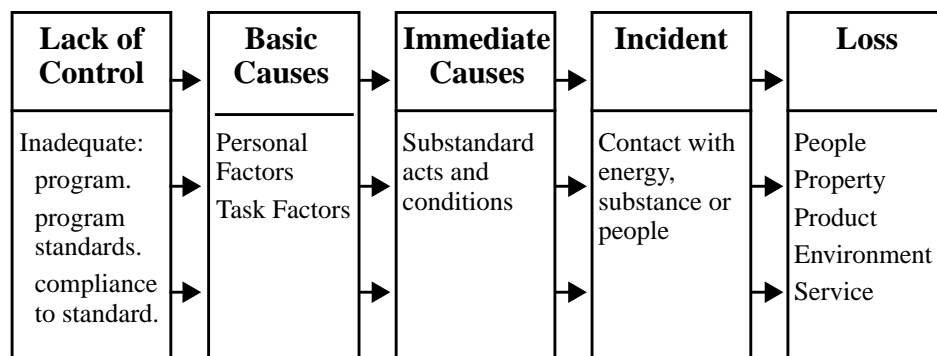 Lack of
Control
Inadequate:
program.
program
standards.
compliance
to standard.
Basic
Causes
Personal
Factors
Task Factors
Immediate
Causes
Substandard
acts and
conditions
Incident
Contact with
energy,
substance or
people
Loss
People
Property
Product
Environment
Service